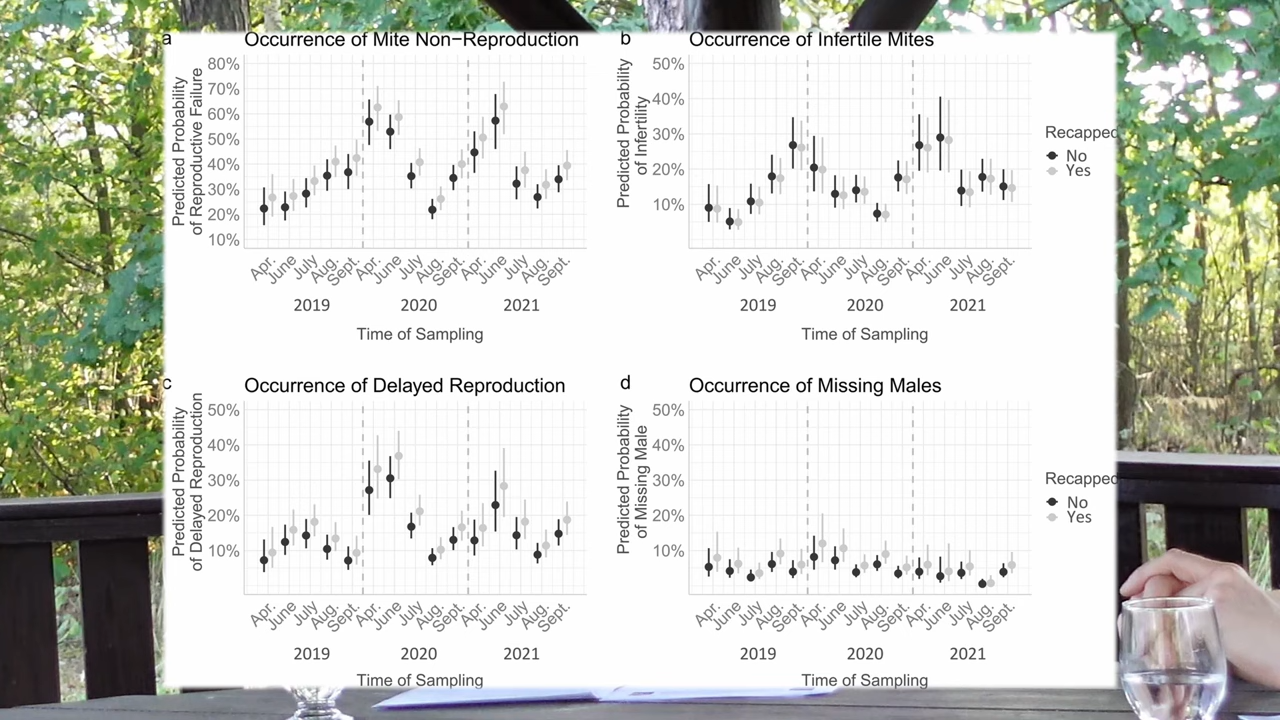 a
Occurrence of Mite Non−Reproduction
Predicted Probability
of Reproductive Failure
80%
70%
60%
50%
40%
30%
20%
10%
Apr.
June
July
Aug.
Sept.
Apr.
June
July
Aug.
Sept.
Apr.
June
July
Aug.
Sept.
2019
2020
2021
Time of Sampling
b
Occurrence of Infertile Mites
Predicted Probability
of Infertility
50%
40%
30%
20%
10%
Apr.
June
July
Aug.
Sept.
Apr.
June
July
Aug.
Sept.
Apr.
June
July
Aug.
Sept.
2019
2020
2021
Time of Sampling
Recapped
No
Yes
c
Occurrence of Delayed Reproduction
Predicted Probability
of Delayed Reproduction
50%
40%
30%
20%
10%
Apr.
June
July
Aug.
Sept.
Apr.
June
July
Aug.
Sept.
Apr.
June
July
Aug.
Sept.
2019
2020
2021
Time of Sampling
d
Occurrence of Missing Males
Predicted Probability
of Missing Male
50%
40%
30%
20%
10%
Apr.
June
July
Aug.
Sept.
Apr.
June
July
Aug.
Sept.
Apr.
June
July
Aug.
Sept.
2019
2020
2021
Time of Sampling
Recapped
No
Yes